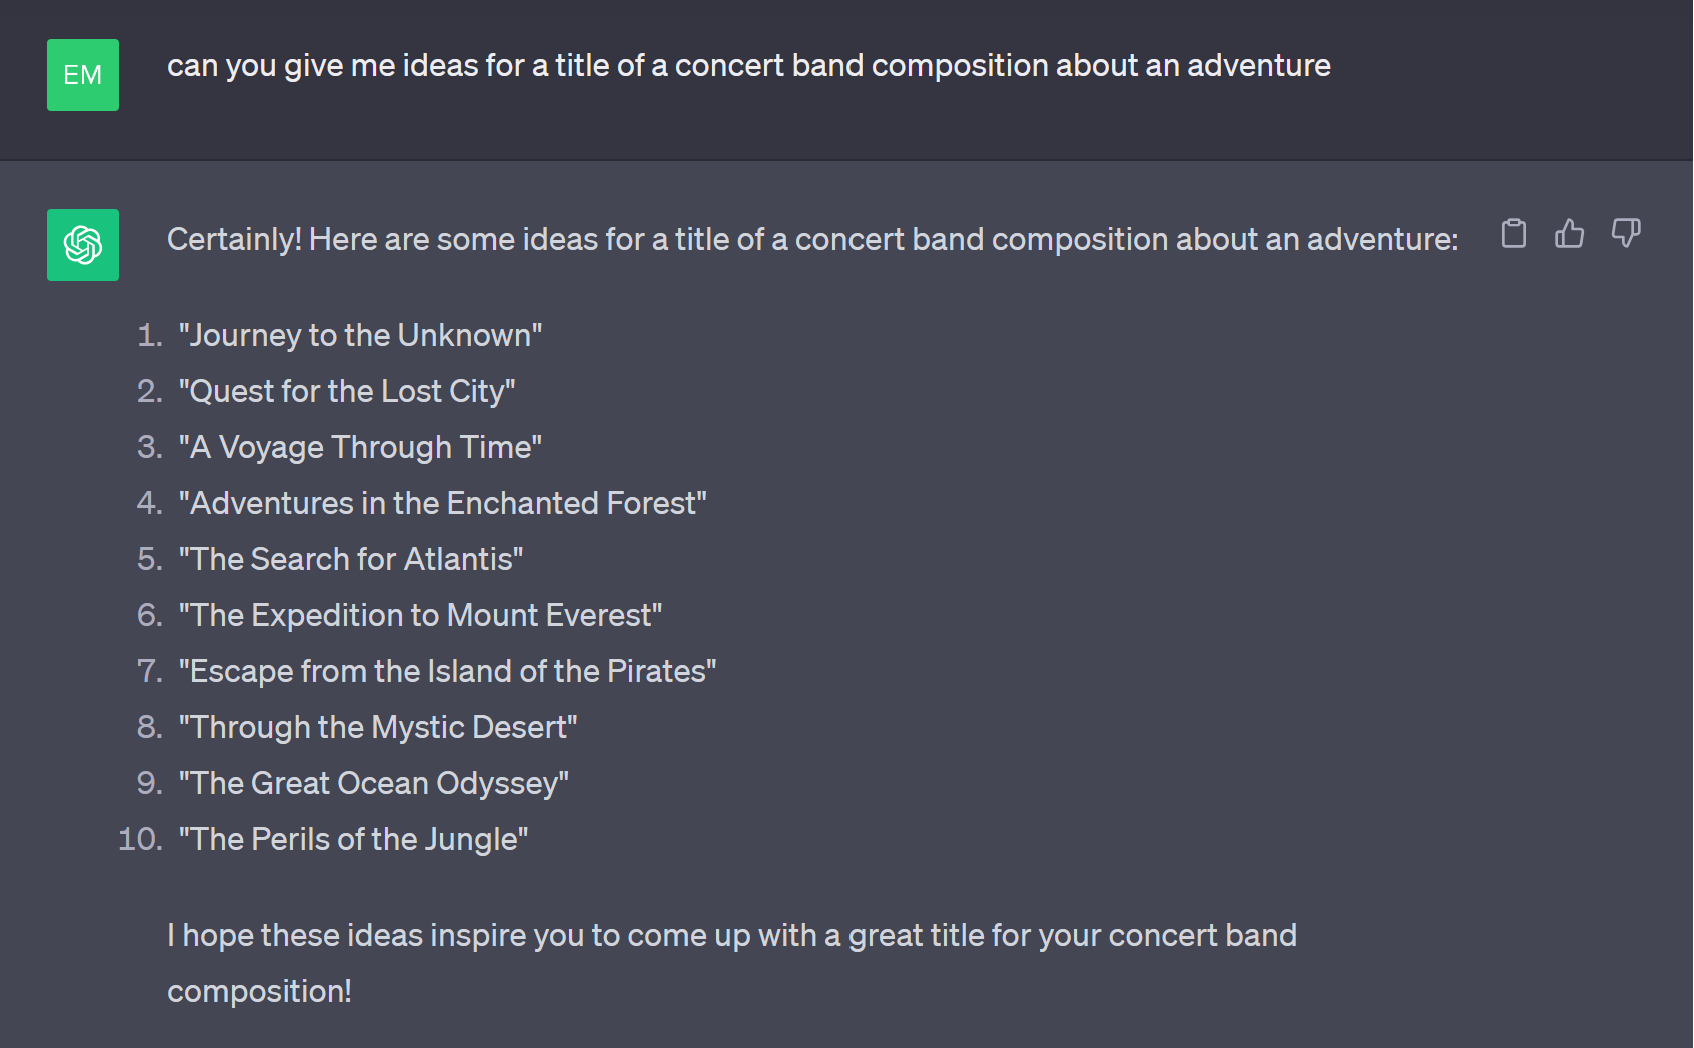 EM
can you give me ideas for a title of a concert band composition about an adventure
Certainly! Here are some ideas for a title of a concert band composition about an adventure:
1. "Journey to the Unknown"
2. "Quest for the Lost City"
3. "A Voyage Through Time"
4. "Adventures in the Enchanted Forest"
5. "The Search for Atlantis"
6. "The Expedition to Mount Everest"
7. "Escape from the Island of the Pirates"
8. "Through the Mystic Desert"
9. "The Great Ocean Odyssey"
10. "The Perils of the Jungle"
I hope these ideas inspire you to come up with a great title for your concert band
composition!